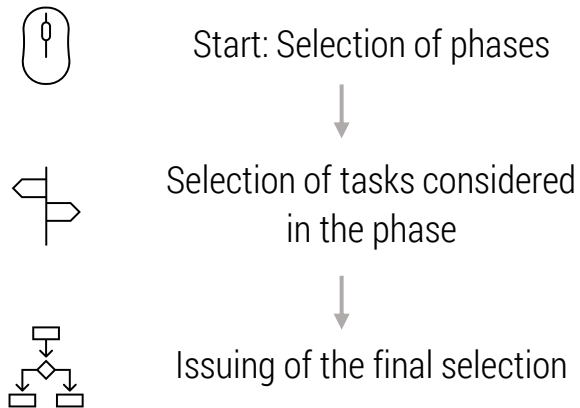 Start: Selection of phases
Selection of tasks considered
in the phase
Issuing of the final selection